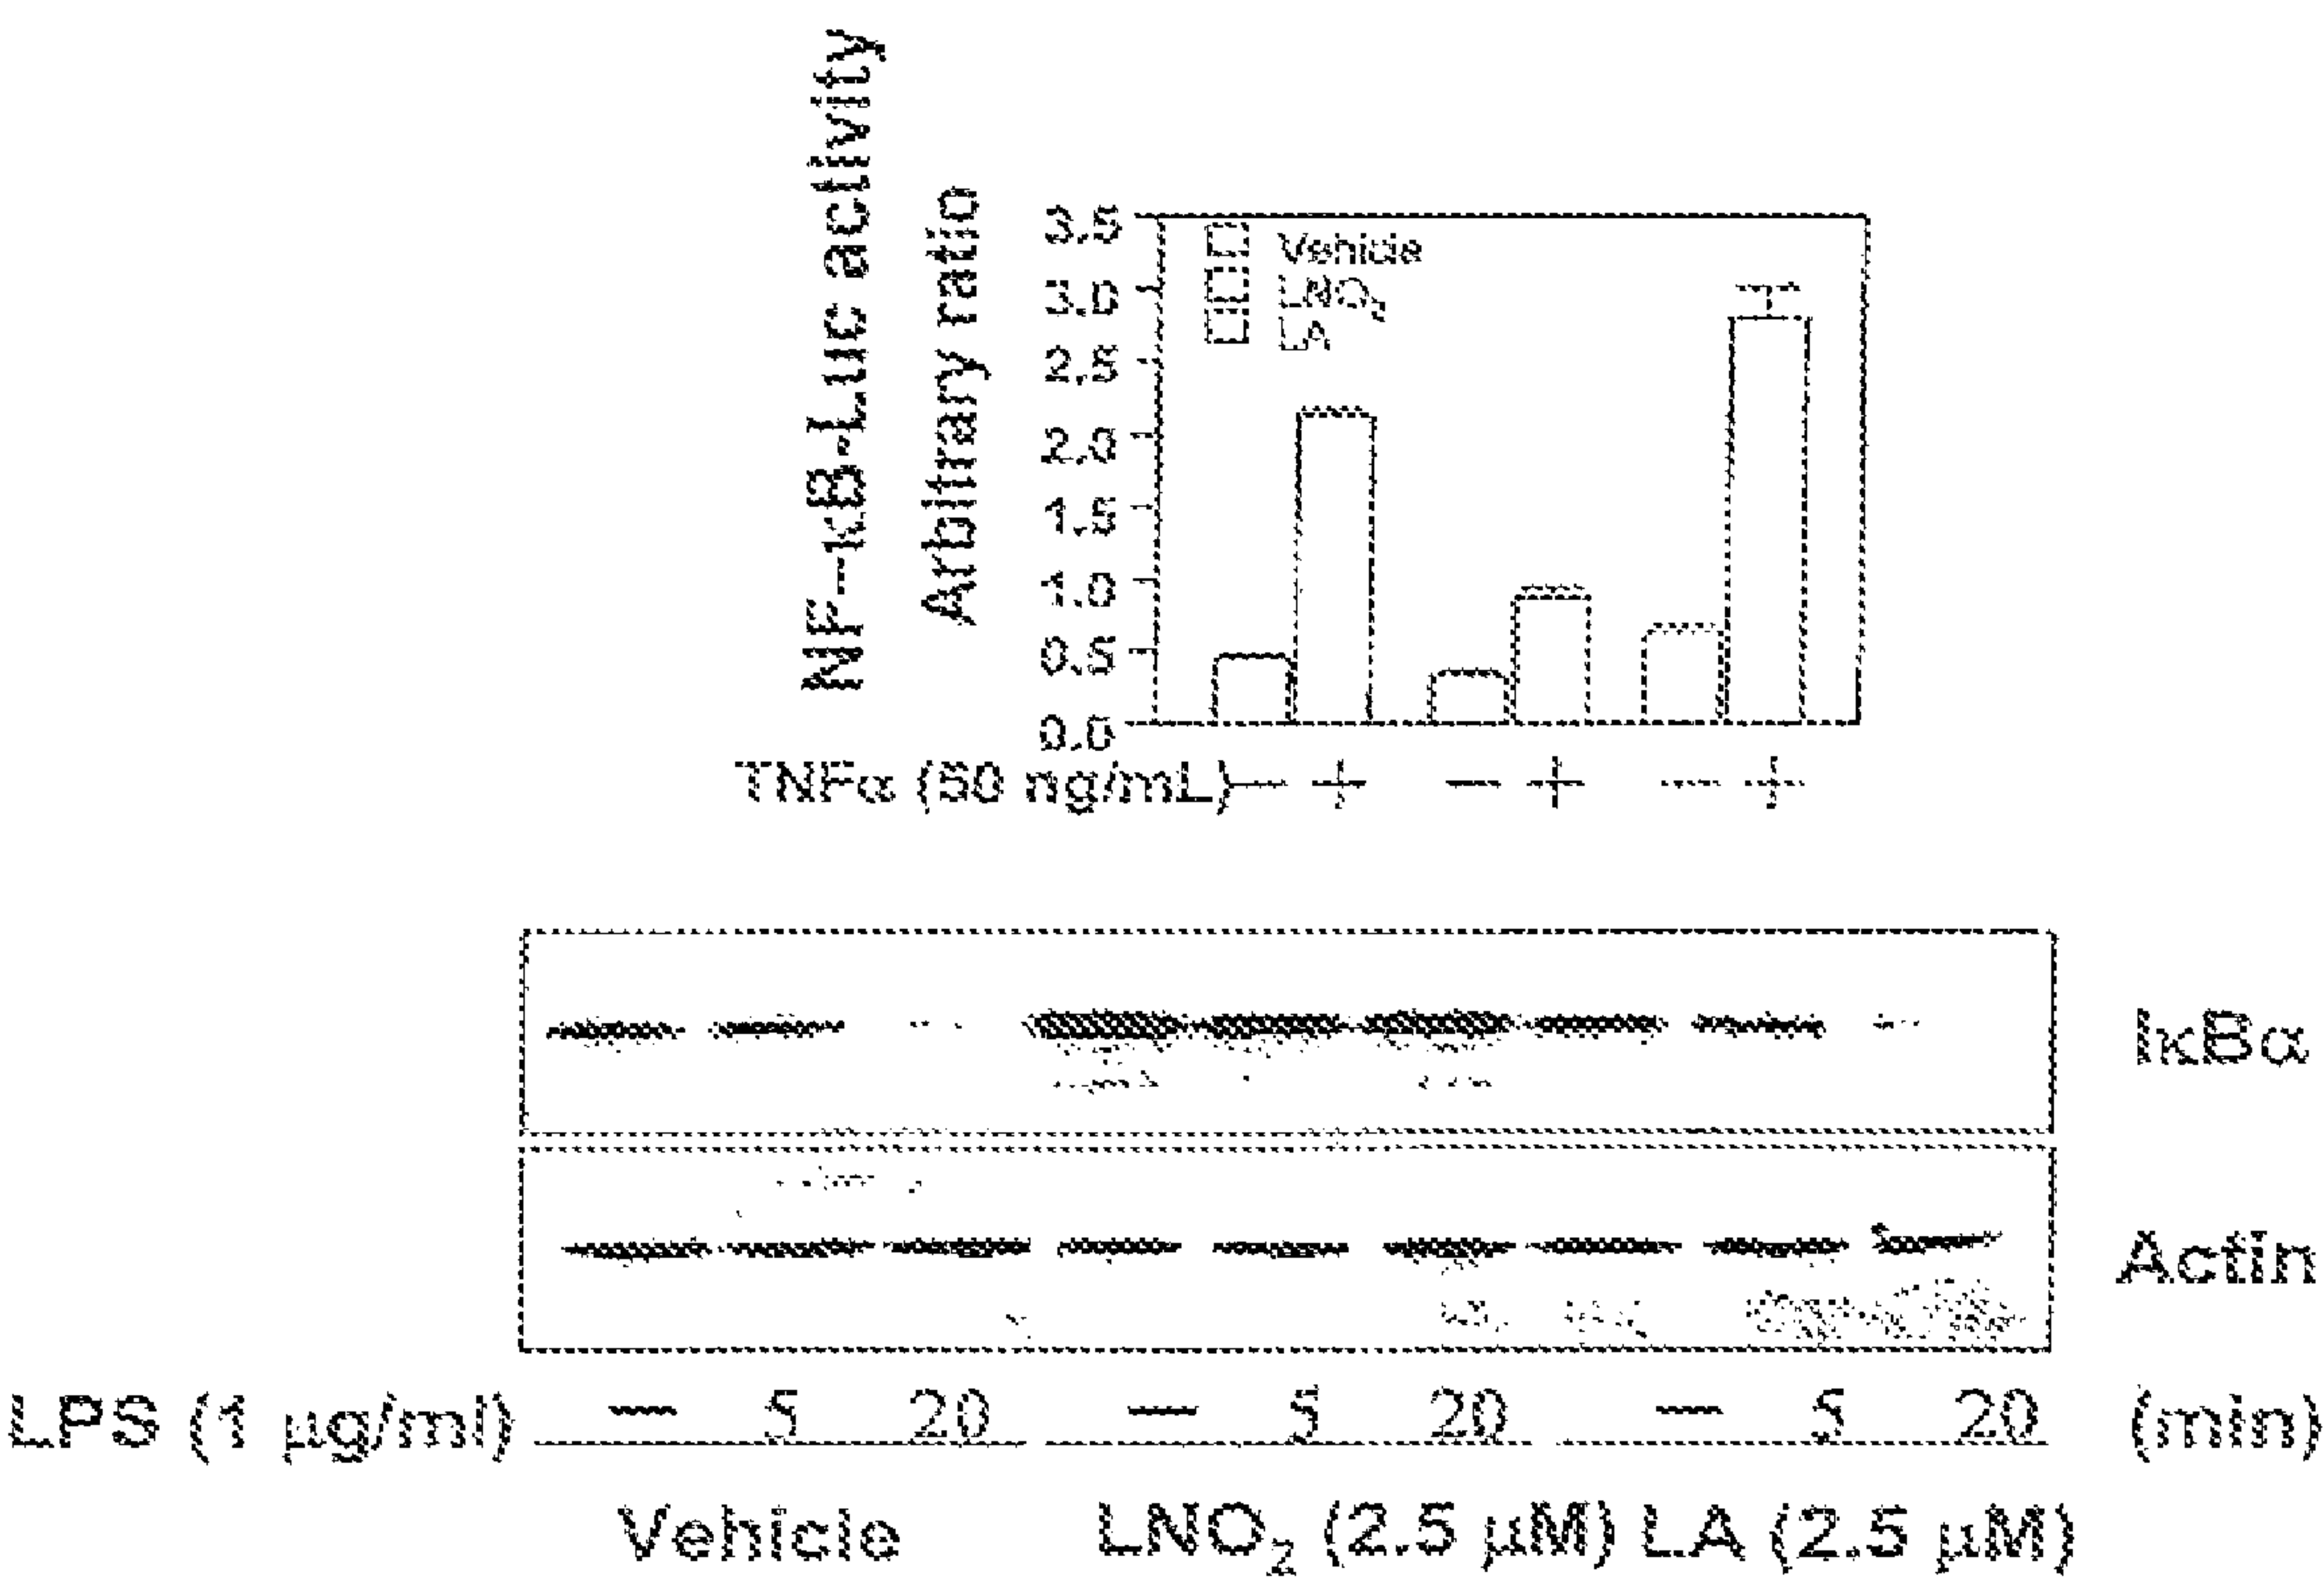 NF-κB-Luc activity
Arbitrary ratio
3.5
3.0
2.5
2.0
1.5
1.0
0.5
0.0
Vehicle
LNO₂
LA
TNFα (50 ng/mL) — + — + — +
IκBα
Actin
LPS (1 μg/ml) — 5 20 — 5 20 — 5 20 (min)
Vehicle LNO₂ (2.5 μM) LA (2.5 μM)